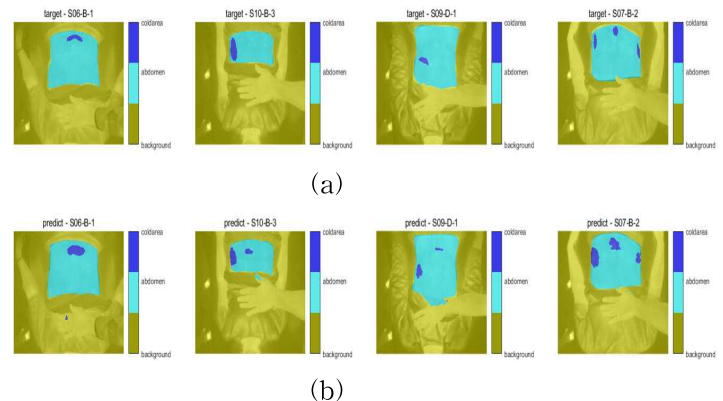 target - S06-B-1
coldarea
abdomen
background
target - S10-B-3
coldarea
abdomen
background
target - S09-D-1
coldarea
abdomen
background
target - S07-B-2
coldarea
abdomen
background
(a)
predict - S06-B-1
coldarea
abdomen
background
predict - S10-B-3
coldarea
abdomen
background
predict - S09-D-1
coldarea
abdomen
background
predict - S07-B-2
coldarea
abdomen
background
(b)